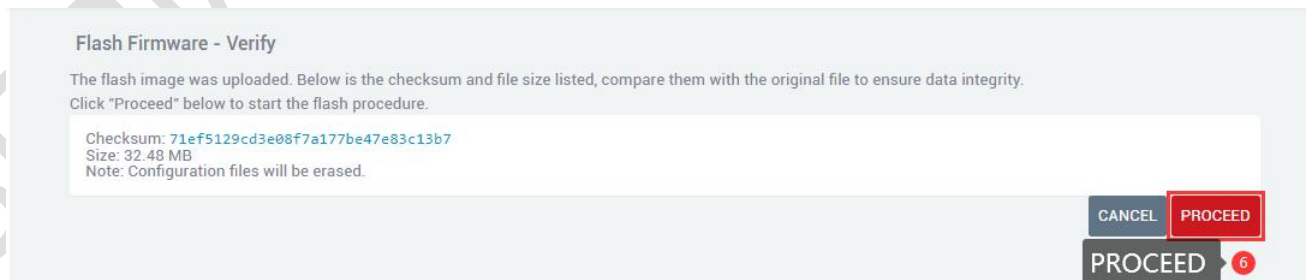 Flash Firmware - Verify
The flash image was uploaded. Below is the checksum and file size listed, compare them with the original file to ensure data integrity.
Click "Proceed" below to start the flash procedure.
Checksum: 71ef5129cd3e08f7a177be47e83c13b7
Size: 32.48 MB
Note: Configuration files will be erased.
CANCEL PROCEED
PROCEED 6